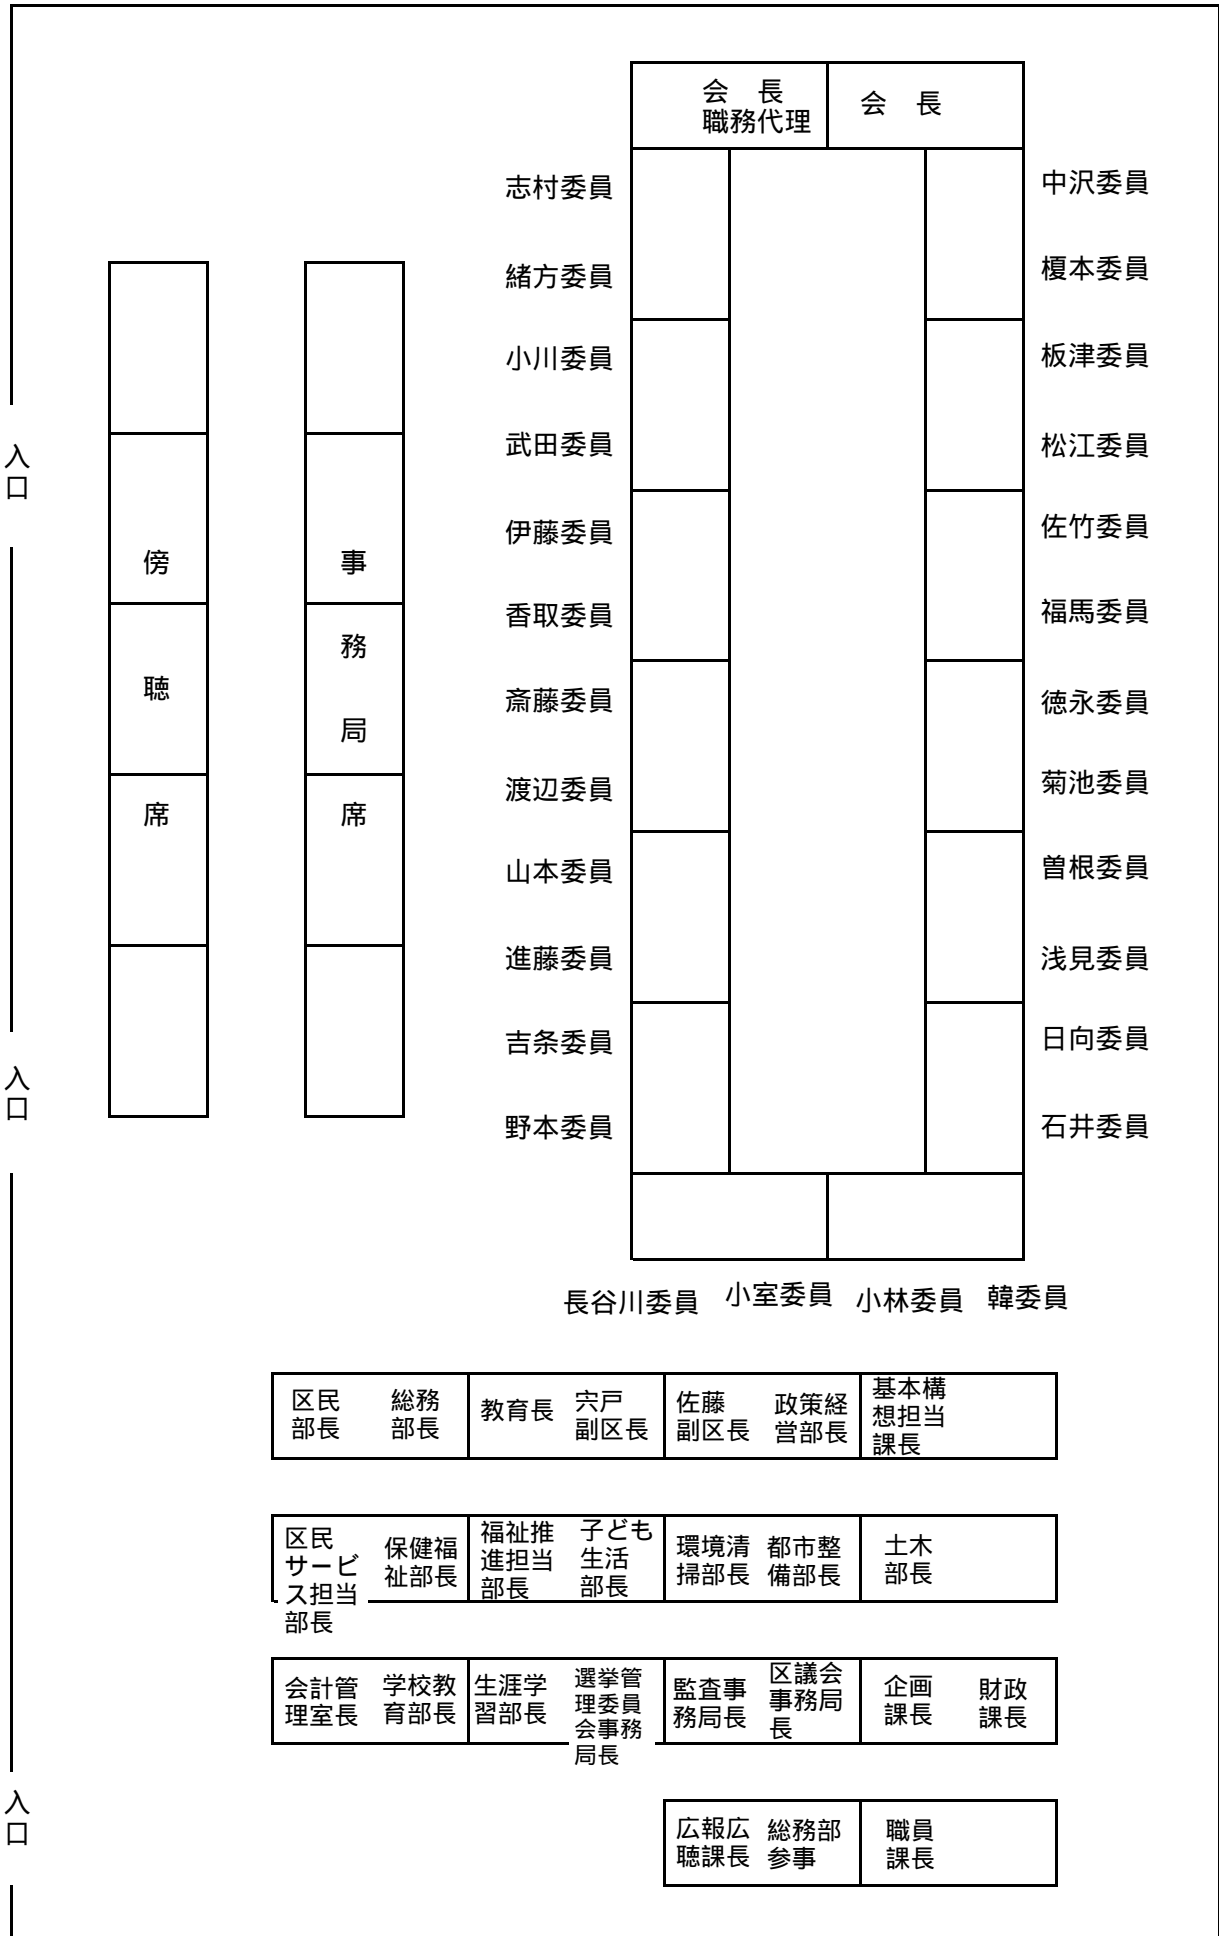 会　長
職務代理
会　長
志村委員
中沢委員
緒方委員
榎本委員
小川委員
板津委員
武田委員
松江委員
伊藤委員
佐竹委員
香取委員
福馬委員
斎藤委員
徳永委員
渡辺委員
菊池委員
山本委員
曽根委員
進藤委員
浅見委員
吉条委員
日向委員
野本委員
石井委員
入口
傍聴席
事務局席
入口
長谷川委員
小室委員
小林委員
韓委員
区民
部長
総務
部長
教育長
宍戸
副区長
佐藤
副区長
政策経
営部長
基本構
想担当
課長
区民
サービ
ス担当
部長
保健福
祉部長
福祉推
進担当
部長
子ども
生活
部長
環境清
掃部長
都市整
備部長
土木
部長
会計管
理室長
学校教
育部長
生涯学
習部長
選挙管
理委員
会事務
局長
監査事
務局長
区議会
事務局
長
企画
課長
財政
課長
入口
広報広
聴課長
総務部
参事
職員
課長